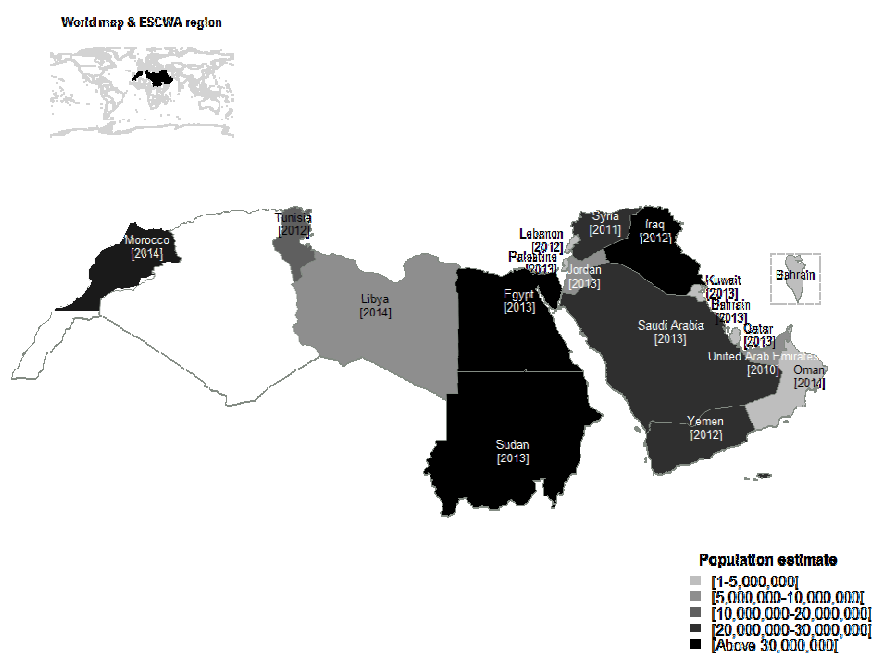 World map & ESCWA region
Tunisia
[2012]
Morocco
[2014]
Libya
[2014]
Lebanon
[2012]
Palestine
[2013]
Egypt
[2013]
Sudan
[2013]
Syria
[2011]
Iraq
[2012]
Jordan
[2013]
Kuwait
[2013]
Bahrain
[2013]
Qatar
[2013]
Saudi Arabia
[2013]
United Arab Emirates
[2010]
Oman
[2014]
Yemen
[2012]
Bahrain
Population estimate
[1-5,000,000[
[5,000,000-10,000,000[
[10,000,000-20,000,000[
[20,000,000-30,000,000[
[Above 30,000,000[